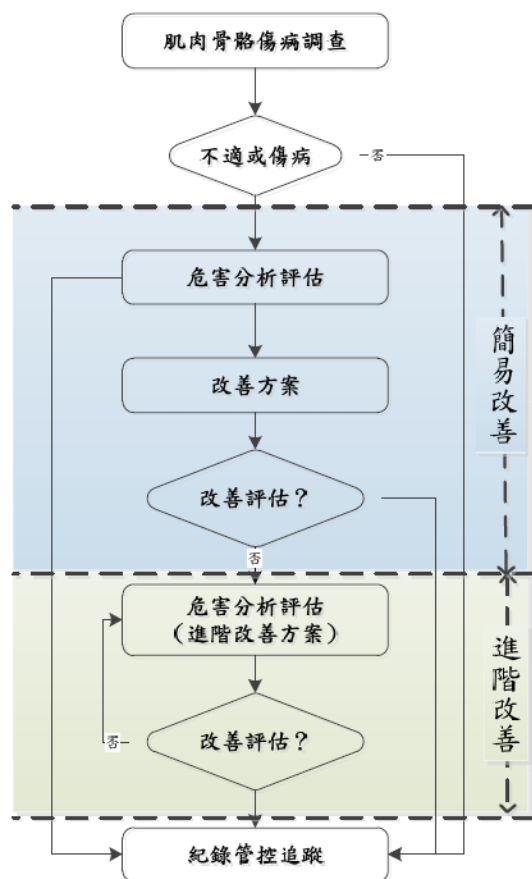 肌肉骨骼傷病調查
不適或傷病
否
危害分析評估
改善方案
改善評估？
否
簡易改善
危害分析評估
（進階改善方案）
改善評估？
否
進階改善
紀錄管控追蹤